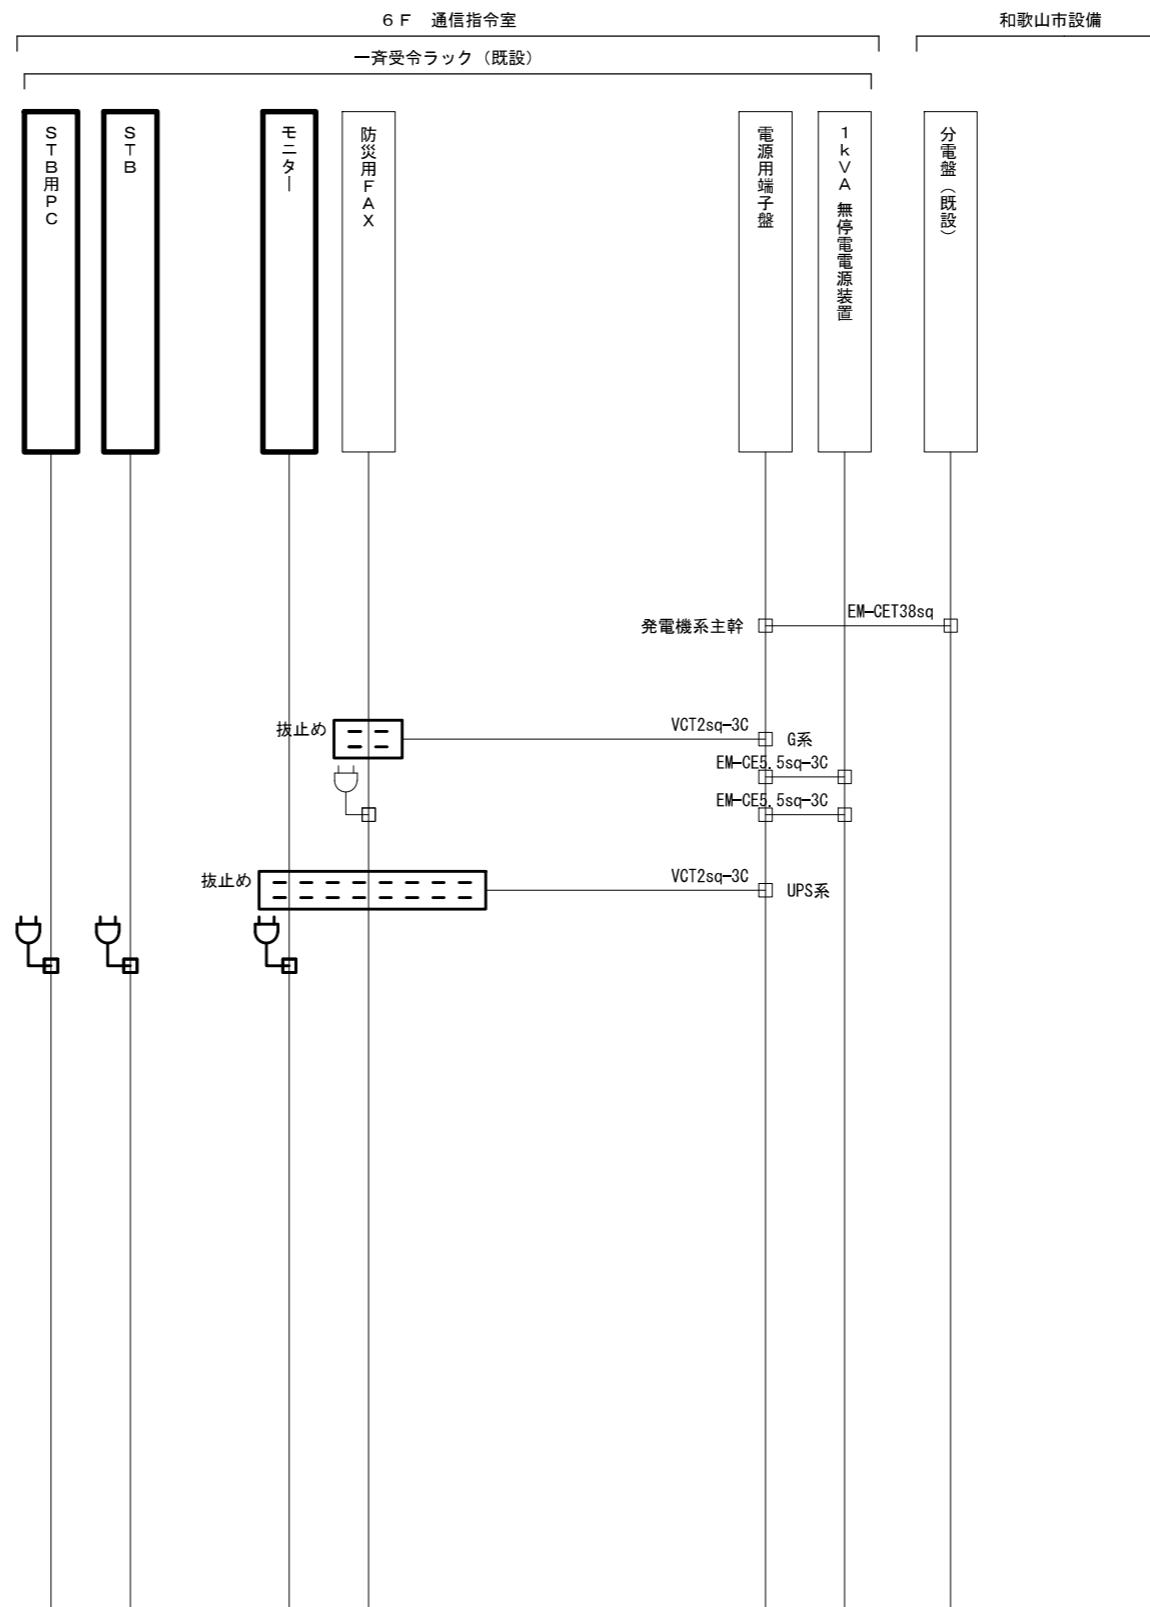 ６Ｆ　通信指令室
和歌山市設備
一斉受令ラック（既設）
ＳＴＢ用ＰＣ
ＳＴＢ
モニター
防災用ＦＡＸ
電源用端子盤
１ｋＶＡ 無停電電源装置
分電盤（既設）
EM-CET38sq
発電機系主幹
抜止め
VCT2sq-3C
G系
EM-CE5.5sq-3C
EM-CE5.5sq-3C
抜止め
VCT2sq-3C
UPS系